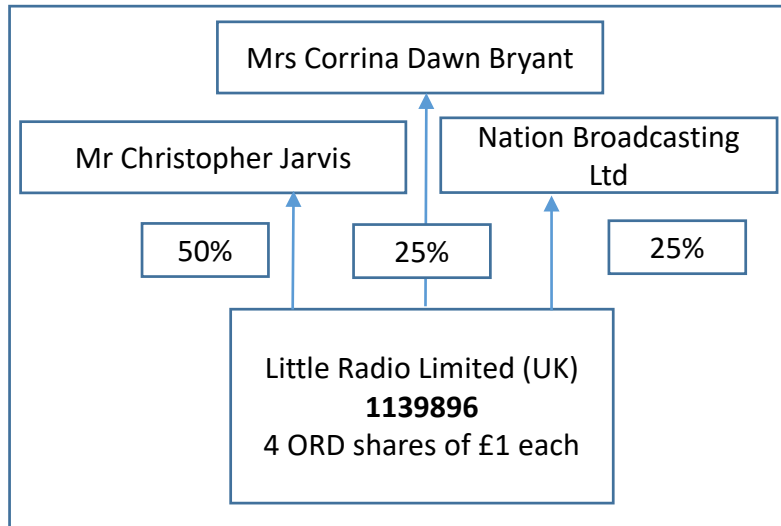 Mrs Corrina Dawn Bryant
Mr Christopher Jarvis
Nation Broadcasting
Ltd
50%
25%
25%
Little Radio Limited (UK)
1139896
4 ORD shares of £1 each